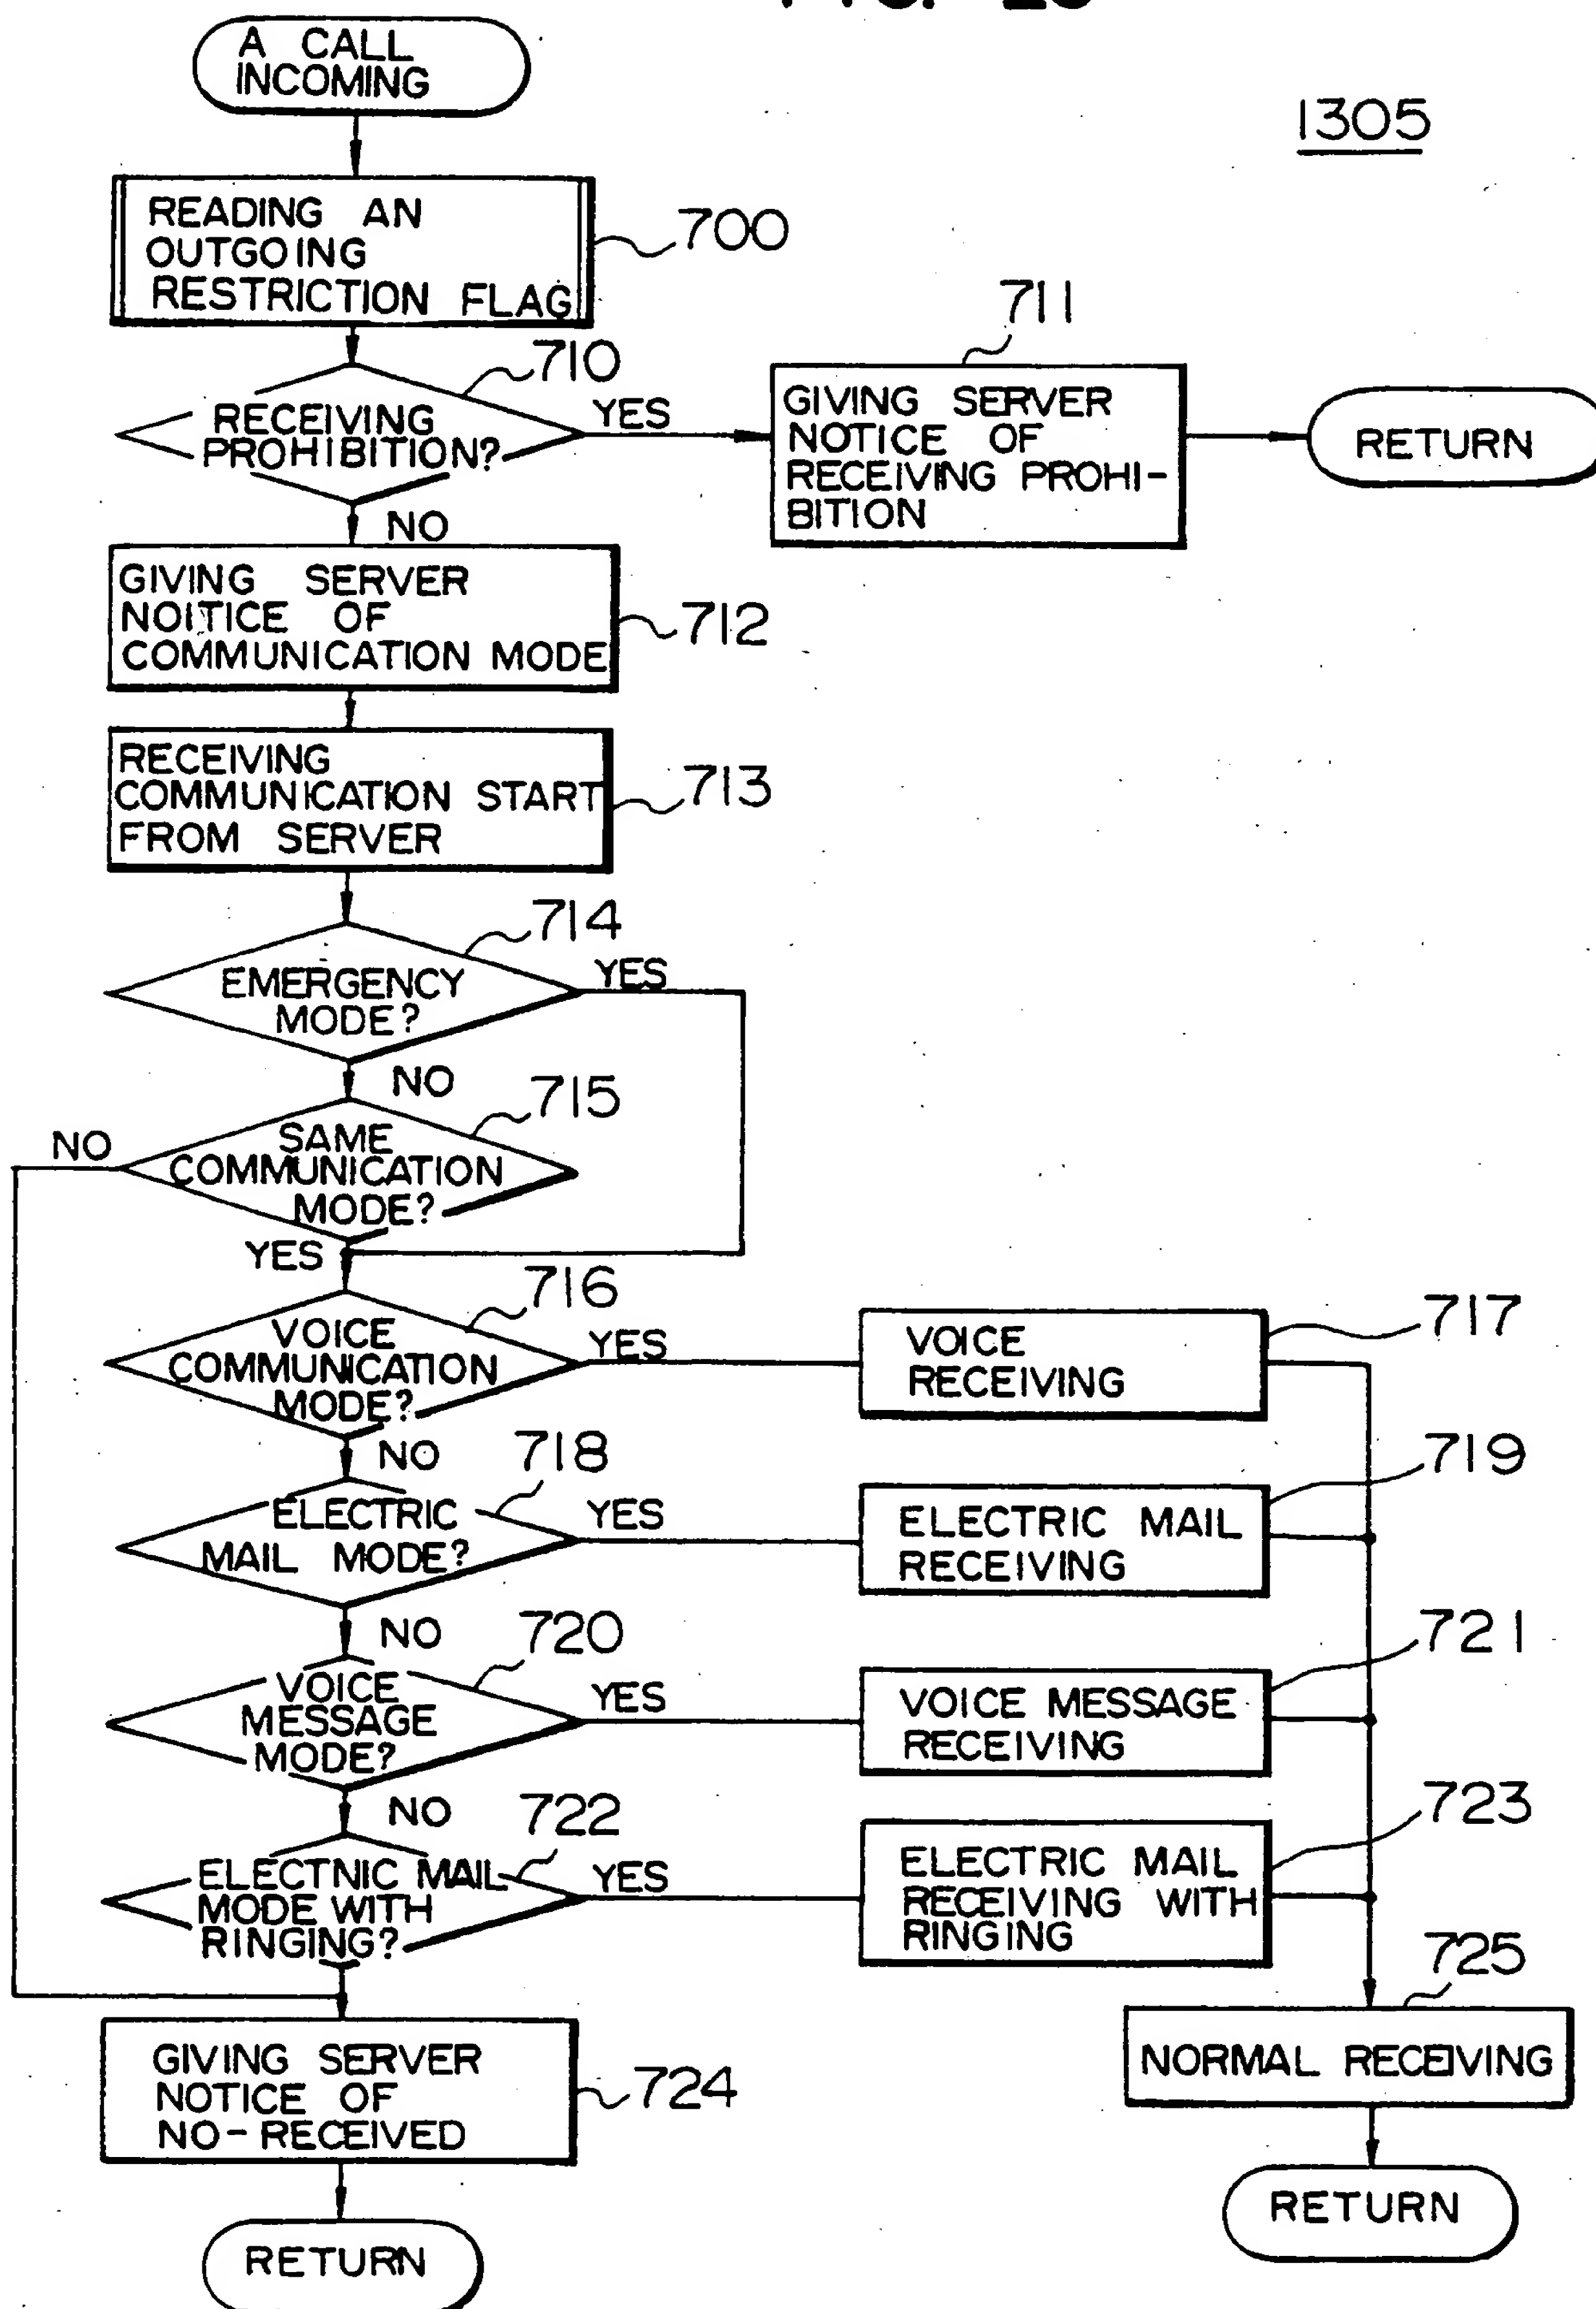 A CALL
INCOMING
1305
READING AN
OUTGOING
RESTRICTION FLAG
700
710
RECEIVING
PROHIBITION?
YES
NO
711
GIVING SERVER
NOTICE OF
RECEIVING PROHI-
BITION
RETURN
GIVING SERVER
NOITICE OF
COMMUNICATION MODE
712
RECEIVING
COMMUNICATION START
FROM SERVER
713
714
EMERGENCY
MODE?
YES
NO
715
NO
SAME
COMMUNICATION
MODE?
YES
716
VOICE
COMMUNICATION
MODE?
YES
NO
VOICE
RECEIVING
717
718
ELECTRIC
MAIL MODE?
YES
NO
ELECTRIC MAIL
RECEIVING
719
720
VOICE
MESSAGE
MODE?
YES
NO
VOICE MESSAGE
RECEIVING
721
722
ELECTNIC MAIL
MODE WITH
RINGING?
YES
ELECTRIC MAIL
RECEIVING WITH
RINGING
723
GIVING SERVER
NOTICE OF
NO-RECEIVED
724
RETURN
725
NORMAL RECEIVING
RETURN